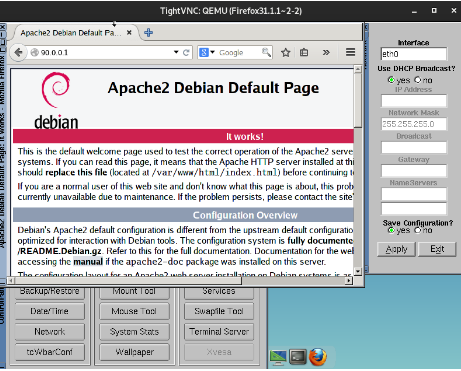 TightVNC: QEMU (Firefox31.1.1~2-2)
Apache2 Debian Default Pa...
90.0.0.1
Google
debian
Apache2 Debian Default Page
It works!
This is the default welcome page used to test the correct operation of the Apache2 serve
systems. If you can read this page, it means that the Apache HTTP server installed at th
should replace this file (located at /var/www/html/index.html) before continuing t
If you are a normal user of this web site and don't know what this page is about, this prob
currently unavailable due to maintenance. If the problem persists, please contact the site'
Configuration Overview
Debian's Apache2 default configuration is different from the upstream default configuratio
optimized for interaction with Debian tools. The configuration system is fully documente
/README.Debian.gz. Refer to this for the full documentation. Documentation for the we
accessing the manual if the apache2-doc package was installed on this server.
The configuration layout for an Apache2 web server installation on Debian systems is as
Interface
eth0
Use DHCP Broadcast?
yes no
IP Address
Network Mask
255.255.255.0
Broadcast
Gateway
NameServers
Save Configuration?
yes no
Apply Exit
Backup/Restore Mount Tool Services
Date/Time Mouse Tool Swapfile Tool
Network System Stats Terminal Server
tcWbarConf Wallpaper Xvesa